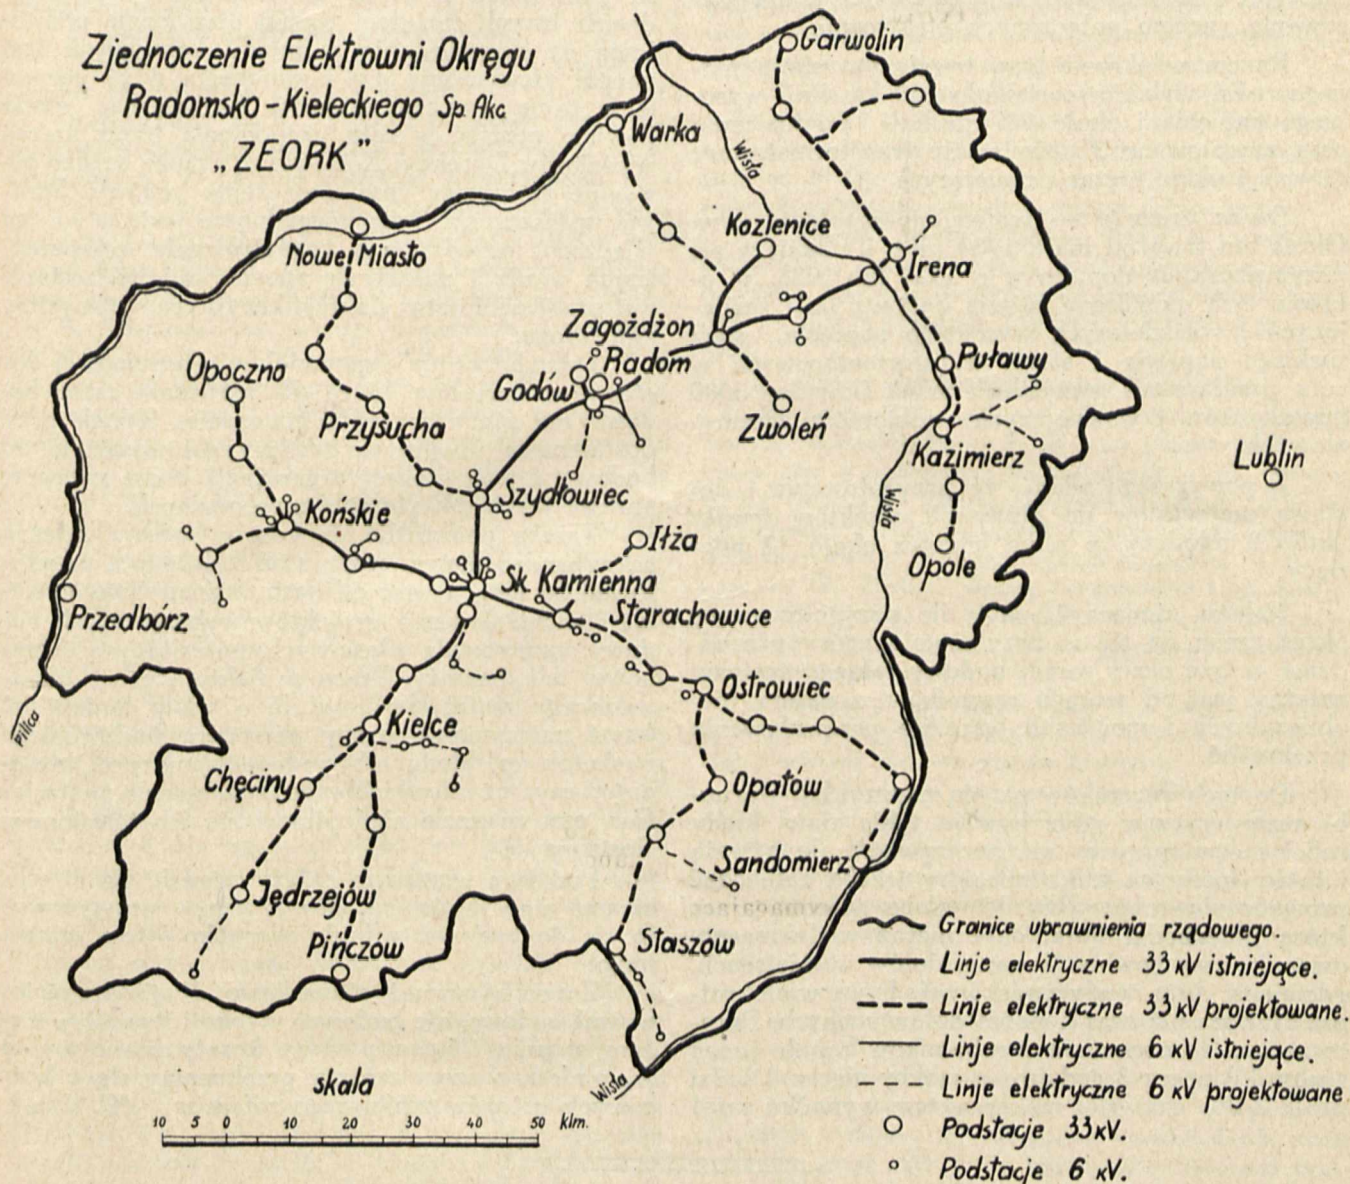 Zjednoczenie Elektrowni Okręgu
Radomsko-Kieleckiego Sp. Akc.
„ZEORK”
Garwolin
Warka
Wisła
Kozienice
Nowe Miasto
Irena
Zagożdżon
Radom
Puławy
Opoczno
Godów
Przysucha
Zwoleń
Kazimierz
Lublin
Szydłowiec
Wisła
Końskie
Iłża
Opole
Sk. Kamienna
Przedbórz
Starachowice
Ostrowiec
Pilica
Kielce
Chęciny
Opatów
Sandomierz
Jędrzejów
Pińczów
Staszów
Granice uprawnienia rządowego.
Linje elektryczne 33 kV istniejące.
Linje elektryczne 33 kV projektowane.
Linje elektryczne 6 kV istniejące.
Linje elektryczne 6 kV projektowane
Podstacje 33 kV.
Podstacje 6 kV.
Wisła
skala
10 5 0 10 20 30 40 50 klm.